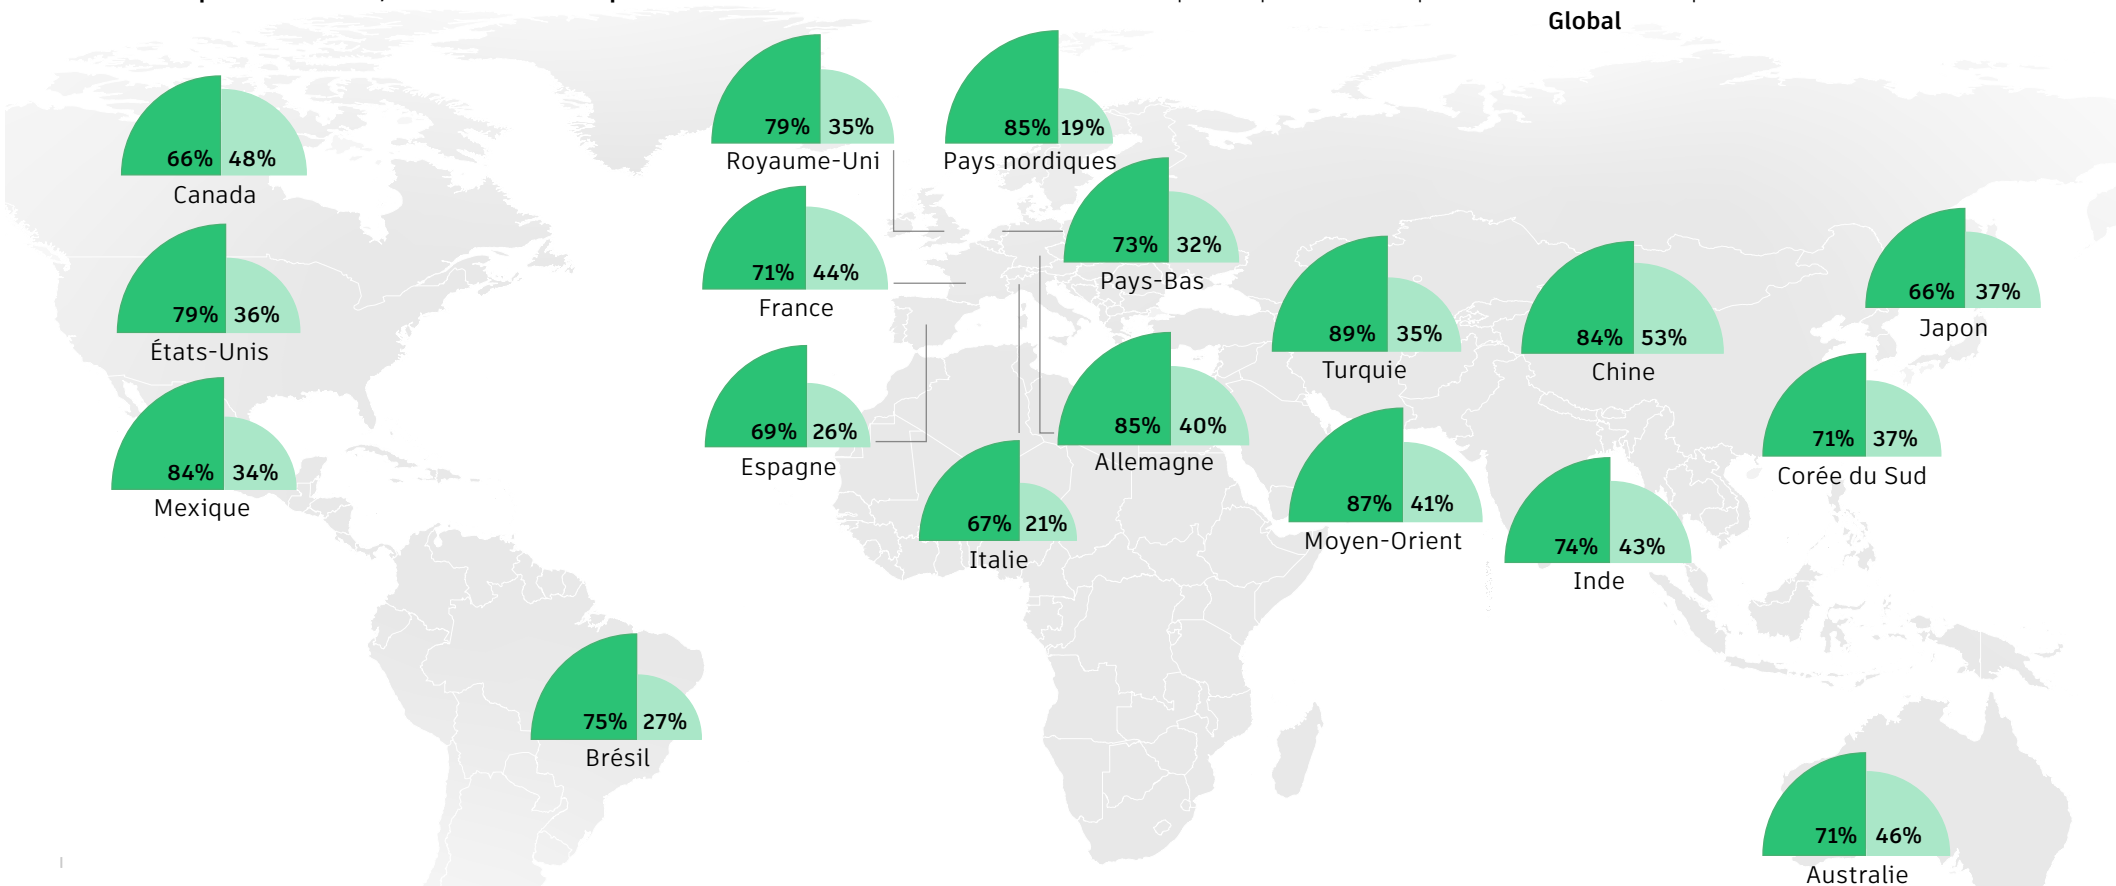 Global
66% 48%
Canada
79% 36%
États-Unis
84% 34%
Mexique
75% 27%
Brésil
79% 35%
Royaume-Uni
85% 19%
Pays nordiques
71% 44%
France
73% 32%
Pays-Bas
69% 26%
Espagne
85% 40%
Allemagne
67% 21%
Italie
89% 35%
Turquie
87% 41%
Moyen-Orient
84% 53%
Chine
74% 43%
Inde
66% 37%
Japon
71% 37%
Corée du Sud
71% 46%
Australie